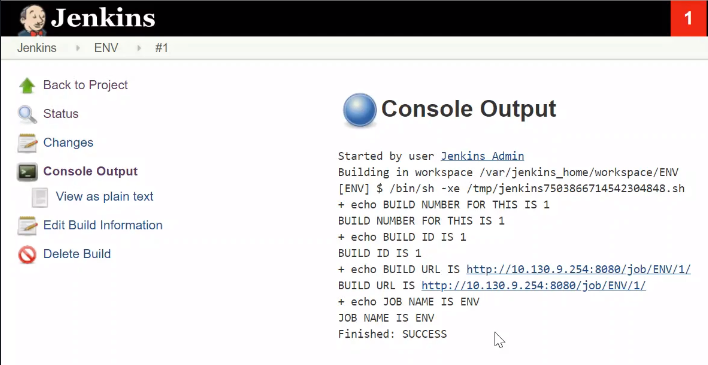 Jenkins
1
Jenkins ENV #1
Back to Project
Status
Changes
Console Output
View as plain text
Edit Build Information
Delete Build
Console Output
Started by user Jenkins Admin
Building in workspace /var/jenkins_home/workspace/ENV
[ENV] $ /bin/sh -xe /tmp/jenkins7503866714542304848.sh
+ echo BUILD NUMBER FOR THIS IS 1
BUILD NUMBER FOR THIS IS 1
+ echo BUILD ID IS 1
BUILD ID IS 1
+ echo BUILD URL IS http://10.130.9.254:8080/job/ENV/1/
BUILD URL IS http://10.130.9.254:8080/job/ENV/1/
+ echo JOB NAME IS ENV
JOB NAME IS ENV
Finished: SUCCESS